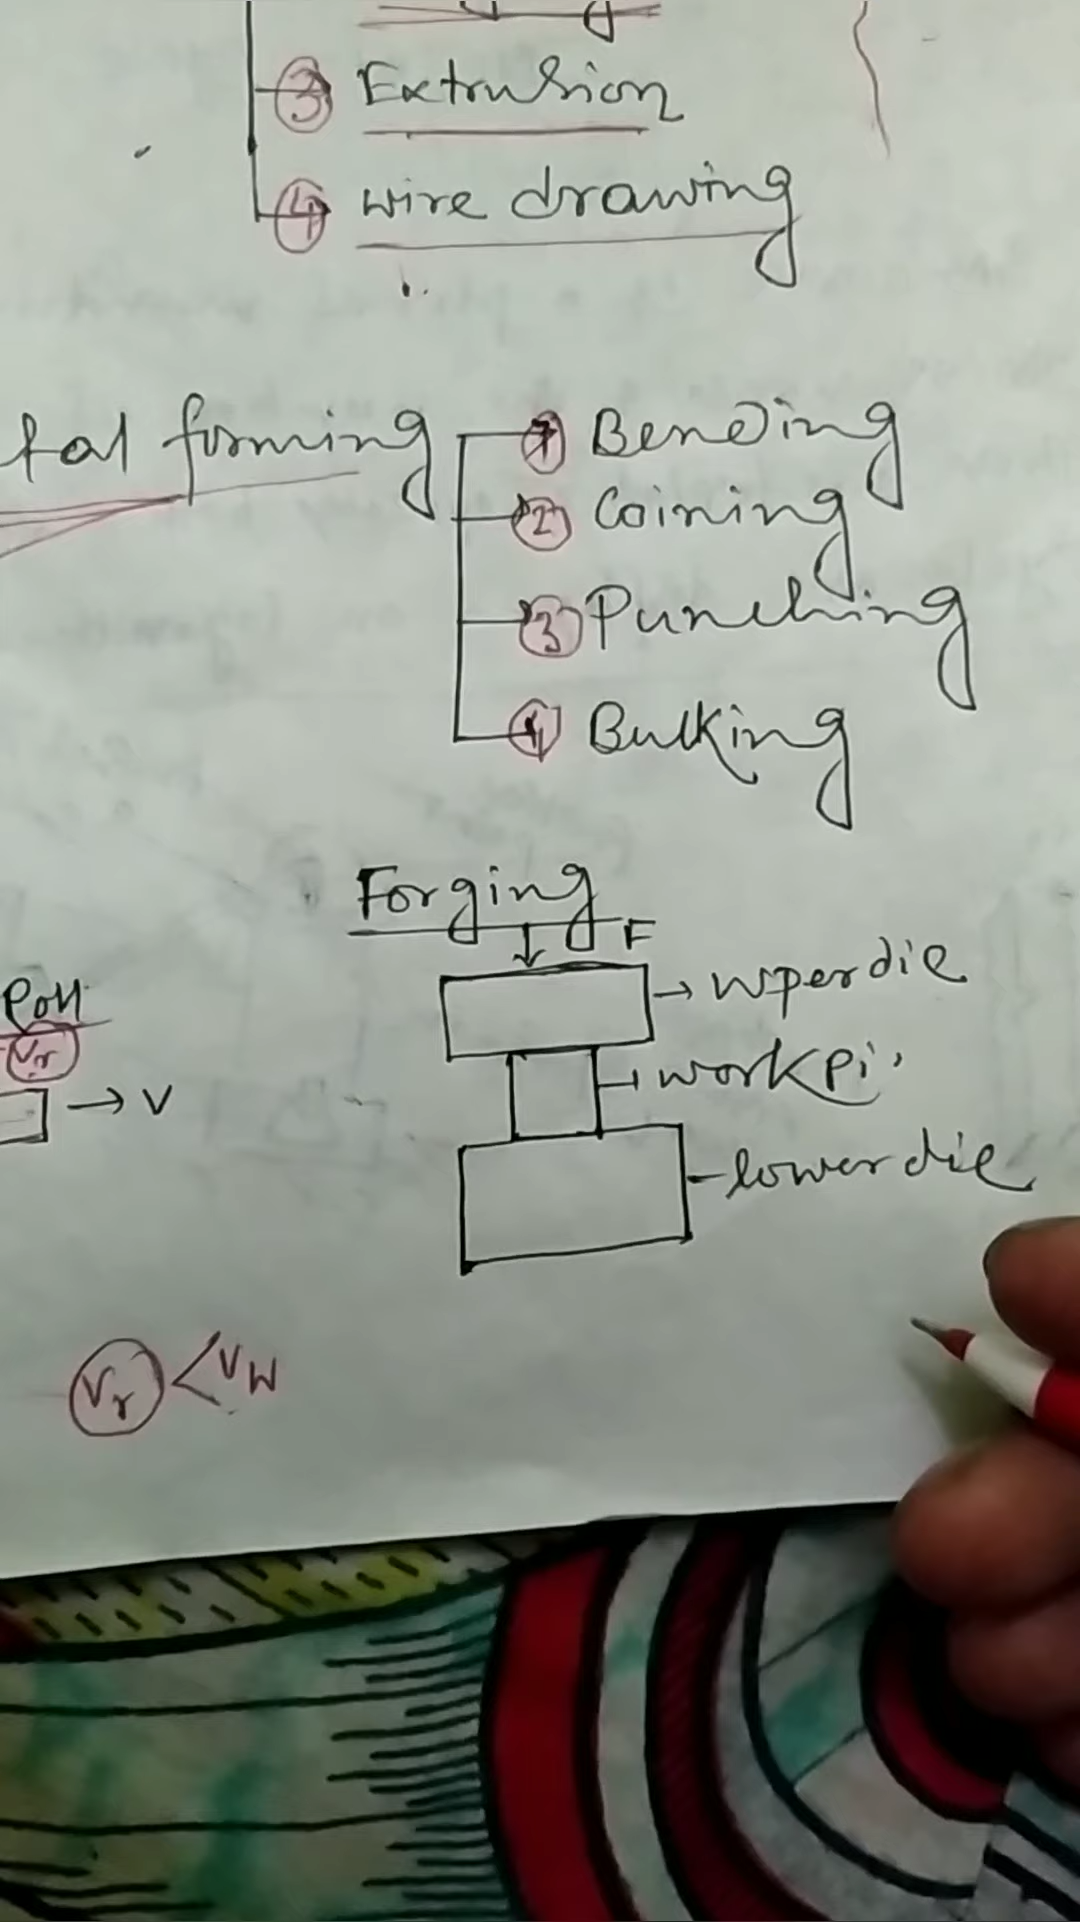 ③ Extrusion
④ wire drawing
tal forming
① Bending
② Coining
③ Punching
④ Bulking
Forging
F
upper die
workpi
lower die
Roll
Vr
→ V
Vr < VW